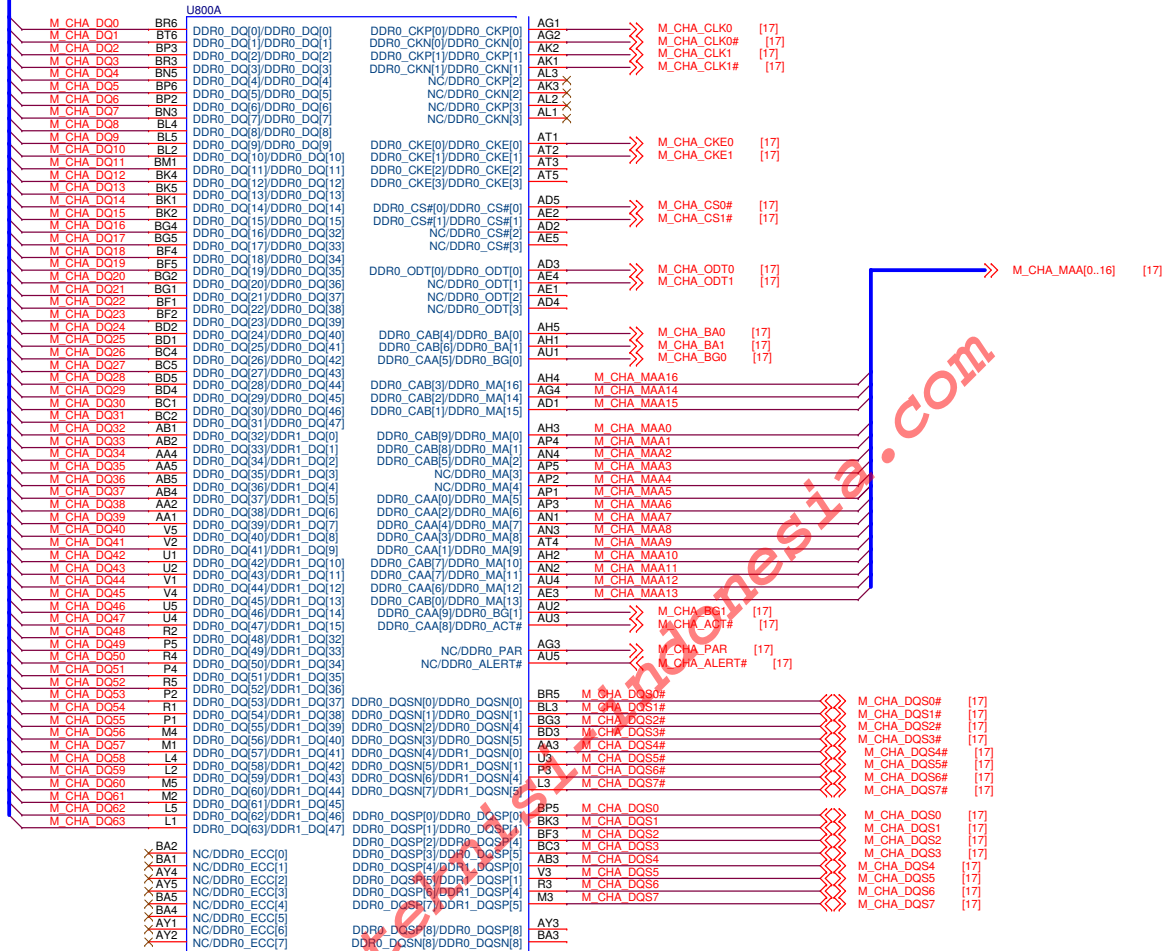 U800A
M_CHA_DQ0 BR6 DDR0_DQ[0]/DDR0_DQ[0]
M_CHA_DQ1 BT6 DDR0_DQ[1]/DDR0_DQ[1]
M_CHA_DQ2 BP3 DDR0_DQ[2]/DDR0_DQ[2]
M_CHA_DQ3 BR3 DDR0_DQ[3]/DDR0_DQ[3]
M_CHA_DQ4 BN5 DDR0_DQ[4]/DDR0_DQ[4]
M_CHA_DQ5 BP6 DDR0_DQ[5]/DDR0_DQ[5]
M_CHA_DQ6 BP2 DDR0_DQ[6]/DDR0_DQ[6]
M_CHA_DQ7 BN3 DDR0_DQ[7]/DDR0_DQ[7]
M_CHA_DQ8 BL4 DDR0_DQ[8]/DDR0_DQ[8]
M_CHA_DQ9 BL5 DDR0_DQ[9]/DDR0_DQ[9]
M_CHA_DQ10 BL2 DDR0_DQ[10]/DDR0_DQ[10]
M_CHA_DQ11 BM1 DDR0_DQ[11]/DDR0_DQ[11]
M_CHA_DQ12 BK4 DDR0_DQ[12]/DDR0_DQ[12]
M_CHA_DQ13 BK5 DDR0_DQ[13]/DDR0_DQ[13]
M_CHA_DQ14 BK1 DDR0_DQ[14]/DDR0_DQ[14]
M_CHA_DQ15 BK2 DDR0_DQ[15]/DDR0_DQ[15]
M_CHA_DQ16 BG4 DDR0_DQ[16]/DDR0_DQ[32]
M_CHA_DQ17 BG5 DDR0_DQ[17]/DDR0_DQ[33]
M_CHA_DQ18 BF4 DDR0_DQ[18]/DDR0_DQ[34]
M_CHA_DQ19 BF5 DDR0_DQ[19]/DDR0_DQ[35]
M_CHA_DQ20 BG2 DDR0_DQ[20]/DDR0_DQ[36]
M_CHA_DQ21 BG1 DDR0_DQ[21]/DDR0_DQ[37]
M_CHA_DQ22 BF1 DDR0_DQ[22]/DDR0_DQ[38]
M_CHA_DQ23 BF2 DDR0_DQ[23]/DDR0_DQ[39]
M_CHA_DQ24 BD2 DDR0_DQ[24]/DDR0_DQ[40]
M_CHA_DQ25 BD1 DDR0_DQ[25]/DDR0_DQ[41]
M_CHA_DQ26 BC4 DDR0_DQ[26]/DDR0_DQ[42]
M_CHA_DQ27 BC5 DDR0_DQ[27]/DDR0_DQ[43]
M_CHA_DQ28 BD5 DDR0_DQ[28]/DDR0_DQ[44]
M_CHA_DQ29 BD4 DDR0_DQ[29]/DDR0_DQ[45]
M_CHA_DQ30 BC1 DDR0_DQ[30]/DDR0_DQ[46]
M_CHA_DQ31 BC2 DDR0_DQ[31]/DDR0_DQ[47]
M_CHA_DQ32 AB1 DDR0_DQ[32]/DDR1_DQ[0]
M_CHA_DQ33 AB2 DDR0_DQ[33]/DDR1_DQ[1]
M_CHA_DQ34 AA4 DDR0_DQ[34]/DDR1_DQ[2]
M_CHA_DQ35 AA5 DDR0_DQ[35]/DDR1_DQ[3]
M_CHA_DQ36 AB5 DDR0_DQ[36]/DDR1_DQ[4]
M_CHA_DQ37 AB4 DDR0_DQ[37]/DDR1_DQ[5]
M_CHA_DQ38 AA2 DDR0_DQ[38]/DDR1_DQ[6]
M_CHA_DQ39 AA1 DDR0_DQ[39]/DDR1_DQ[7]
M_CHA_DQ40 V5 DDR0_DQ[40]/DDR1_DQ[8]
M_CHA_DQ41 V2 DDR0_DQ[41]/DDR1_DQ[9]
M_CHA_DQ42 U1 DDR0_DQ[42]/DDR1_DQ[10]
M_CHA_DQ43 U2 DDR0_DQ[43]/DDR1_DQ[11]
M_CHA_DQ44 V1 DDR0_DQ[44]/DDR1_DQ[12]
M_CHA_DQ45 V4 DDR0_DQ[45]/DDR1_DQ[13]
M_CHA_DQ46 U5 DDR0_DQ[46]/DDR1_DQ[14]
M_CHA_DQ47 U4 DDR0_DQ[47]/DDR1_DQ[15]
M_CHA_DQ48 R2 DDR0_DQ[48]/DDR1_DQ[32]
M_CHA_DQ49 P5 DDR0_DQ[49]/DDR1_DQ[33]
M_CHA_DQ50 R4 DDR0_DQ[50]/DDR1_DQ[34]
M_CHA_DQ51 P4 DDR0_DQ[51]/DDR1_DQ[35]
M_CHA_DQ52 R5 DDR0_DQ[52]/DDR1_DQ[36]
M_CHA_DQ53 P2 DDR0_DQ[53]/DDR1_DQ[37]
M_CHA_DQ54 R1 DDR0_DQ[54]/DDR1_DQ[38]
M_CHA_DQ55 P1 DDR0_DQ[55]/DDR1_DQ[39]
M_CHA_DQ56 M4 DDR0_DQ[56]/DDR1_DQ[40]
M_CHA_DQ57 M1 DDR0_DQ[57]/DDR1_DQ[41]
M_CHA_DQ58 L4 DDR0_DQ[58]/DDR1_DQ[42]
M_CHA_DQ59 L2 DDR0_DQ[59]/DDR1_DQ[43]
M_CHA_DQ60 M5 DDR0_DQ[60]/DDR1_DQ[44]
M_CHA_DQ61 M2 DDR0_DQ[61]/DDR1_DQ[45]
M_CHA_DQ62 L5 DDR0_DQ[62]/DDR1_DQ[46]
M_CHA_DQ63 L1 DDR0_DQ[63]/DDR1_DQ[47]
BA2 NC/DDR0_ECC[0]
BA1 NC/DDR0_ECC[1]
AY4 NC/DDR0_ECC[2]
AY5 NC/DDR0_ECC[3]
BA5 NC/DDR0_ECC[4]
BA4 NC/DDR0_ECC[5]
AY1 NC/DDR0_ECC[6]
AY2 NC/DDR0_ECC[7]
DDR0_CKP[0]/DDR0_CKP[0] AG1 M_CHA_CLK0 [17]
DDR0_CKN[0]/DDR0_CKN[0] AG2 M_CHA_CLK0# [17]
DDR0_CKP[1]/DDR0_CKP[1] AK2 M_CHA_CLK1 [17]
DDR0_CKN[1]/DDR0_CKN[1] AK1 M_CHA_CLK1# [17]
NC/DDR0_CKP[2] AL3
NC/DDR0_CKN[2] AK3
NC/DDR0_CKP[3] AL2
NC/DDR0_CKN[3] AL1
DDR0_CKE[0]/DDR0_CKE[0] AT1 M_CHA_CKE0 [17]
DDR0_CKE[1]/DDR0_CKE[1] AT2 M_CHA_CKE1 [17]
DDR0_CKE[2]/DDR0_CKE[2] AT3
DDR0_CKE[3]/DDR0_CKE[3] AT5
DDR0_CS#[0]/DDR0_CS#[0] AD5 M_CHA_CS0# [17]
DDR0_CS#[1]/DDR0_CS#[1] AE2 M_CHA_CS1# [17]
NC/DDR0_CS#[2] AD2
NC/DDR0_CS#[3] AE5
DDR0_ODT[0]/DDR0_ODT[0] AD3 M_CHA_ODT0 [17]
NC/DDR0_ODT[1] AE4 M_CHA_ODT1 [17]
NC/DDR0_ODT[2] AE1
NC/DDR0_ODT[3] AD4
M_CHA_MAA[0..16] [17]
DDR0_CAB[4]/DDR0_BA[0] AH5 M_CHA_BA0 [17]
DDR0_CAB[6]/DDR0_BA[1] AH1 M_CHA_BA1 [17]
DDR0_CAA[5]/DDR0_BG[0] AU1 M_CHA_BG0 [17]
DDR0_CAB[3]/DDR0_MA[16] AH4 M_CHA_MAA16
DDR0_CAB[2]/DDR0_MA[14] AG4 M_CHA_MAA14
DDR0_CAB[1]/DDR0_MA[15] AD1 M_CHA_MAA15
DDR0_CAB[9]/DDR0_MA[0] AH3 M_CHA_MAA0
DDR0_CAB[8]/DDR0_MA[1] AP4 M_CHA_MAA1
DDR0_CAB[5]/DDR0_MA[2] AN4 M_CHA_MAA2
NC/DDR0_MA[3] AP5 M_CHA_MAA3
NC/DDR0_MA[4] AP2 M_CHA_MAA4
DDR0_CAA[0]/DDR0_MA[5] AP1 M_CHA_MAA5
DDR0_CAA[2]/DDR0_MA[6] AP3 M_CHA_MAA6
DDR0_CAA[4]/DDR0_MA[7] AN1 M_CHA_MAA7
DDR0_CAA[3]/DDR0_MA[8] AN3 M_CHA_MAA8
DDR0_CAA[1]/DDR0_MA[9] AT4 M_CHA_MAA9
DDR0_CAB[7]/DDR0_MA[10] AH2 M_CHA_MAA10
DDR0_CAA[7]/DDR0_MA[11] AN2 M_CHA_MAA11
DDR0_CAA[6]/DDR0_MA[12] AU4 M_CHA_MAA12
DDR0_CAB[0]/DDR0_MA[13] AE3 M_CHA_MAA13
DDR0_CAA[9]/DDR0_BG[1] AU2 M_CHA_BG1 [17]
DDR0_CAA[8]/DDR0_ACT# AU3 M_CHA_ACT# [17]
NC/DDR0_PAR AG3 M_CHA_PAR [17]
NC/DDR0_ALERT# AU5 M_CHA_ALERT# [17]
DDR0_DQSN[0]/DDR0_DQSN[0] BR5 M_CHA_DQS0# M_CHA_DQS0# [17]
DDR0_DQSN[1]/DDR0_DQSN[1] BL3 M_CHA_DQS1# M_CHA_DQS1# [17]
DDR0_DQSN[2]/DDR0_DQSN[4] BG3 M_CHA_DQS2# M_CHA_DQS2# [17]
DDR0_DQSN[3]/DDR0_DQSN[5] BD3 M_CHA_DQS3# M_CHA_DQS3# [17]
DDR0_DQSN[4]/DDR1_DQSN[0] AA3 M_CHA_DQS4# M_CHA_DQS4# [17]
DDR0_DQSN[5]/DDR1_DQSN[1] U3 M_CHA_DQS5# M_CHA_DQS5# [17]
DDR0_DQSN[6]/DDR1_DQSN[4] P3 M_CHA_DQS6# M_CHA_DQS6# [17]
DDR0_DQSN[7]/DDR1_DQSN[5] L3 M_CHA_DQS7# M_CHA_DQS7# [17]
DDR0_DQSP[0]/DDR0_DQSP[0] BP5 M_CHA_DQS0 M_CHA_DQS0 [17]
DDR0_DQSP[1]/DDR0_DQSP[1] BK3 M_CHA_DQS1 M_CHA_DQS1 [17]
DDR0_DQSP[2]/DDR0_DQSP[4] BF3 M_CHA_DQS2 M_CHA_DQS2 [17]
DDR0_DQSP[3]/DDR0_DQSP[5] BC3 M_CHA_DQS3 M_CHA_DQS3 [17]
DDR0_DQSP[4]/DDR1_DQSP[0] AB3 M_CHA_DQS4 M_CHA_DQS4 [17]
DDR0_DQSP[5]/DDR1_DQSP[1] V3 M_CHA_DQS5 M_CHA_DQS5 [17]
DDR0_DQSP[6]/DDR1_DQSP[4] R3 M_CHA_DQS6 M_CHA_DQS6 [17]
DDR0_DQSP[7]/DDR1_DQSP[5] M3 M_CHA_DQS7 M_CHA_DQS7 [17]
DDR0_DQSP[8]/DDR0_DQSP[8] AY3
DDR0_DQSN[8]/DDR0_DQSN[8] BA3
teknisi-indonesia.com